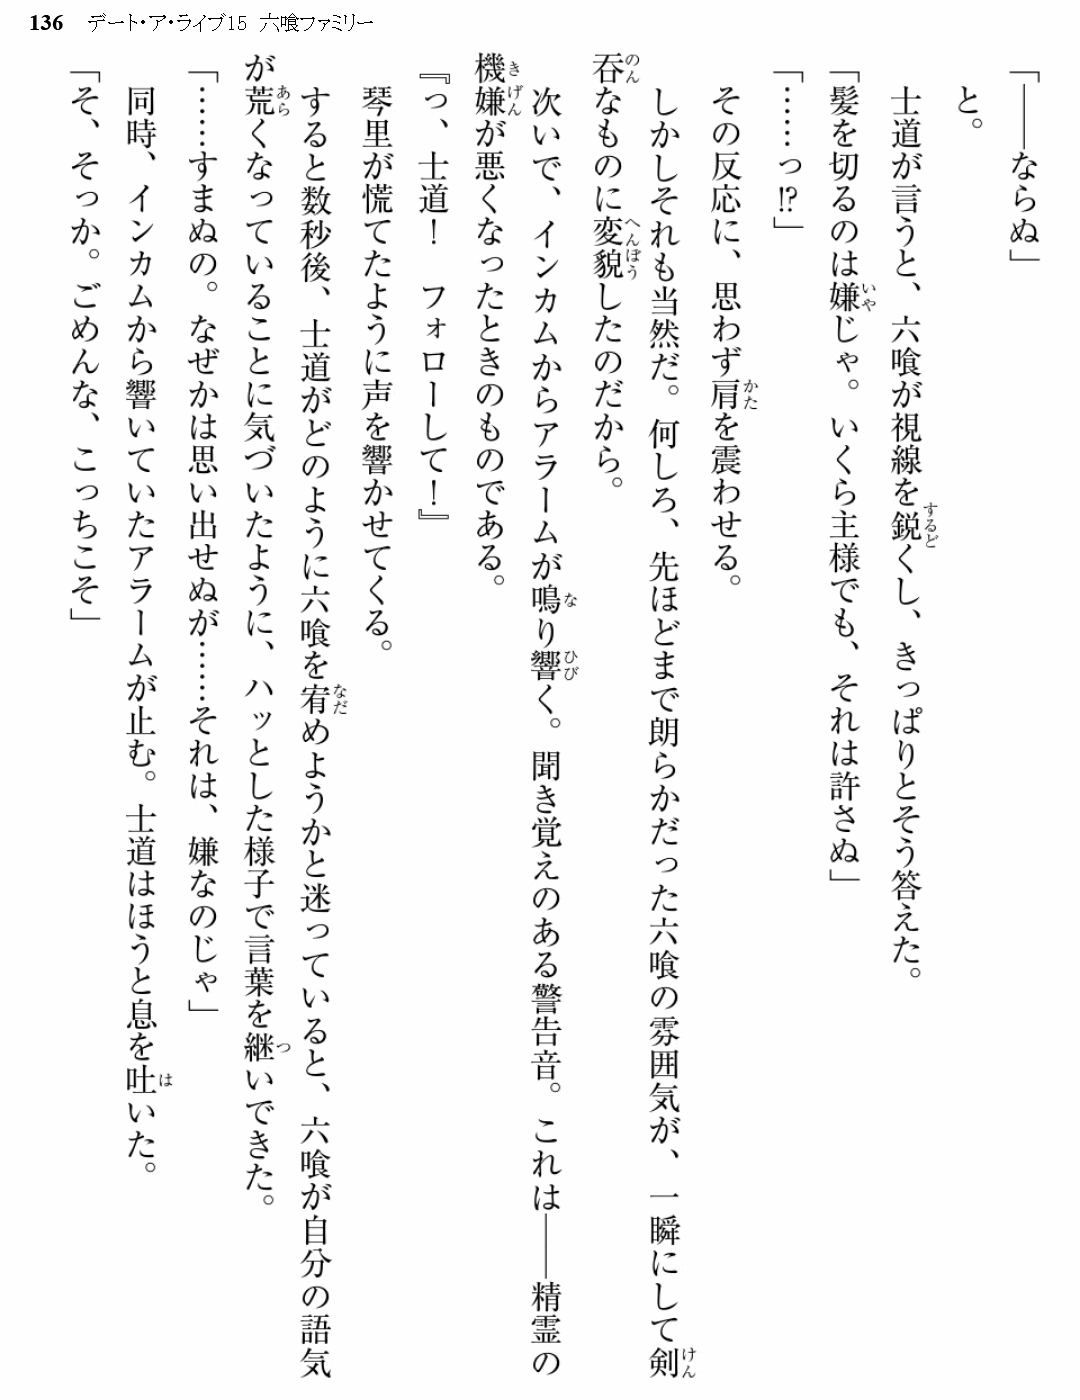 136 デート・ア・ライブ15 六喰ファミリー
「――ならぬ」
と。
士道が言うと、六喰が視線を鋭くし、きっぱりとそう答えた。
「髪を切るのは嫌じゃ。いくら主様でも、それは許さぬ」
「……っ⁉」
その反応に、思わず肩を震わせる。
しかしそれも当然だ。何しろ、先ほどまで朗らかだった六喰の雰囲気が、一瞬にして剣
呑なものに変貌したのだから。
次いで、インカムからアラームが鳴り響く。聞き覚えのある警告音。これは――精霊の
機嫌が悪くなったときのものである。
『っ、士道！　フォローして！』
琴里が慌てたように声を響かせてくる。
すると数秒後、士道がどのように六喰を宥めようかと迷っていると、六喰が自分の語気
が荒くなっていることに気づいたように、ハッとした様子で言葉を継いできた。
「……すまぬの。なぜかは思い出せぬが……それは、嫌なのじゃ」
同時、インカムから響いていたアラームが止む。士道はほうと息を吐いた。
「そ、そっか。ごめんな、こっちこそ」